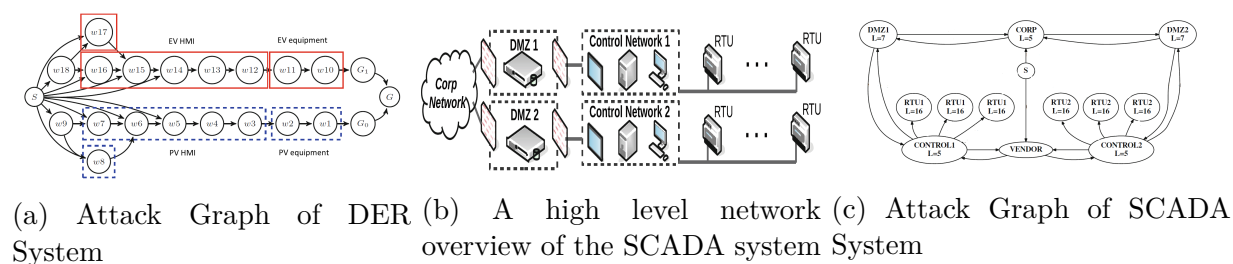 EV HMI
EV equipment
w17
w18
w16
w15
w14
w13
w12
w11
w10
G₁
S
G
w9
w7
w6
w5
w4
w3
w2
w1
G₀
w8
PV HMI
PV equipment
(a) Attack Graph of DER
System
Corp
Network
DMZ 1
Control Network 1
RTU
RTU
...
DMZ 2
Control Network 2
RTU
RTU
...
(b) A high level network
overview of the SCADA system
DMZ1
L=7
CORP
L=5
DMZ2
L=7
S
RTU1
L=16
RTU1
L=16
RTU1
L=16
RTU2
L=16
RTU2
L=16
RTU2
L=16
CONTROL1
L=5
VENDOR
CONTROL2
L=5
(c) Attack Graph of SCADA
System